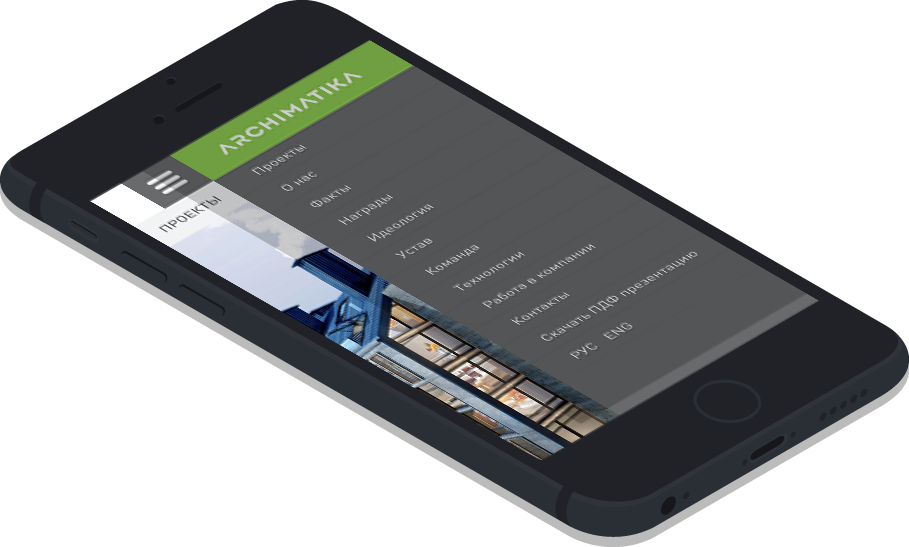 ARCHIMATIKA
Проекты
О нас
Факты
Награды
Идеология
Устав
Команда
Технологии
Работа в компании
Контакты
Скачать ПДФ презентацию
РУС ENG
ПРОЕКТЫ